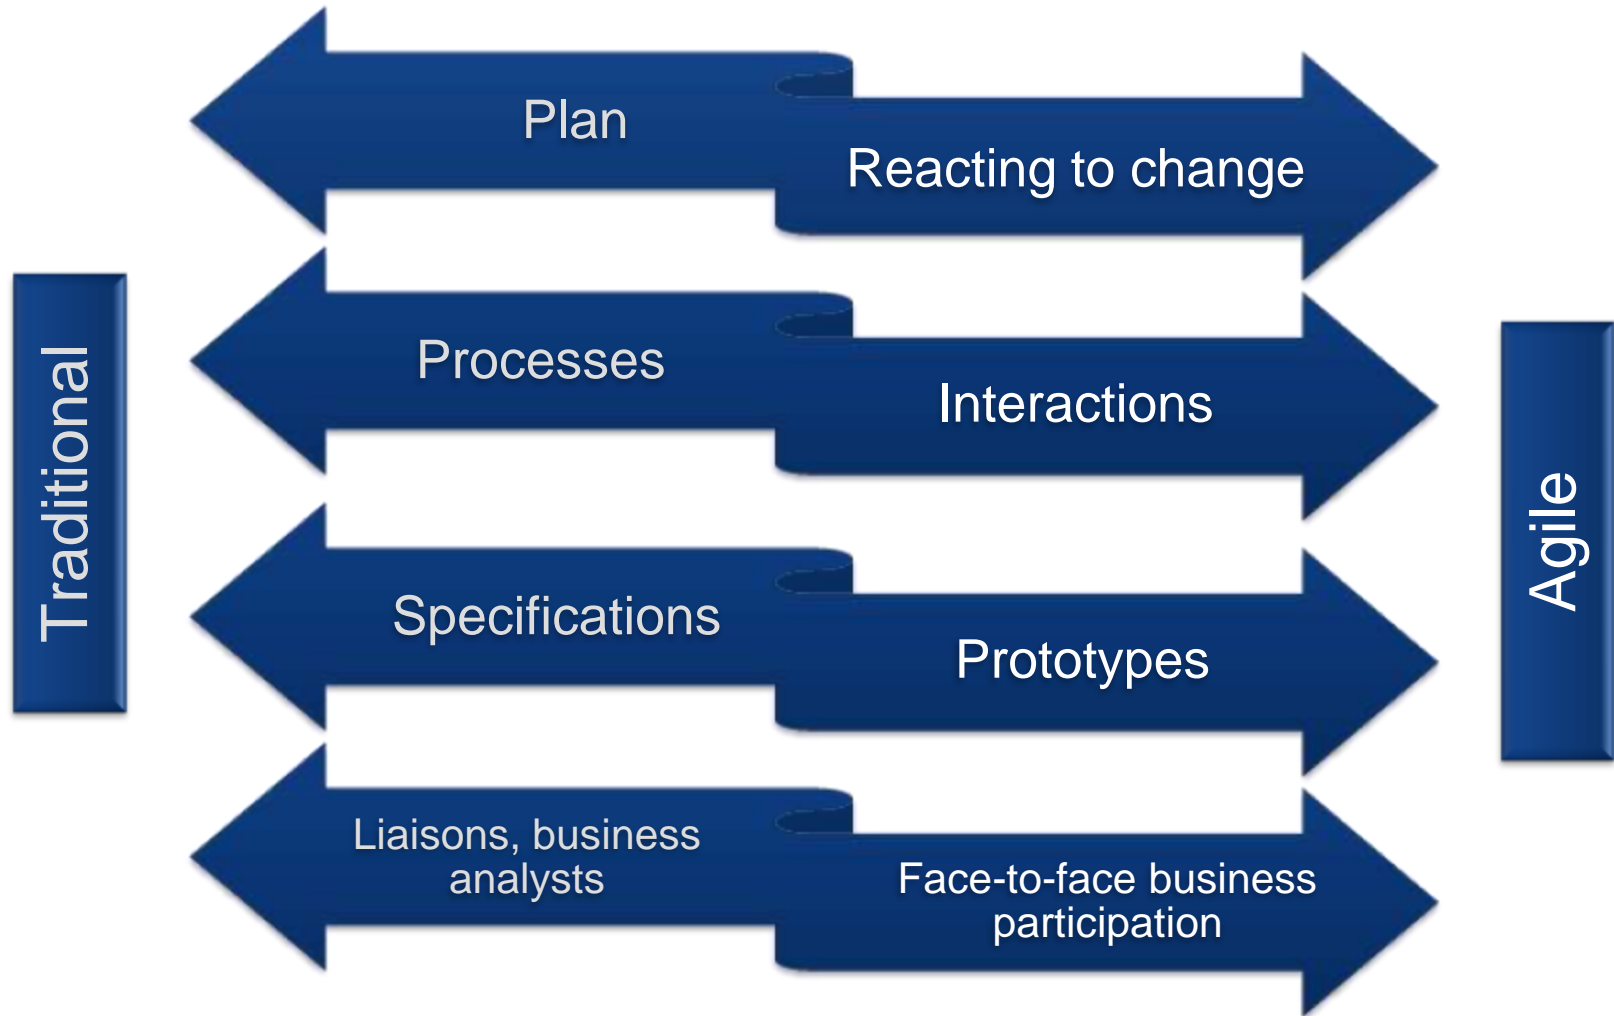 Traditional
Plan
Reacting to change
Processes
Interactions
Specifications
Prototypes
Liaisons, business
analysts
Face-to-face business
participation
Agile